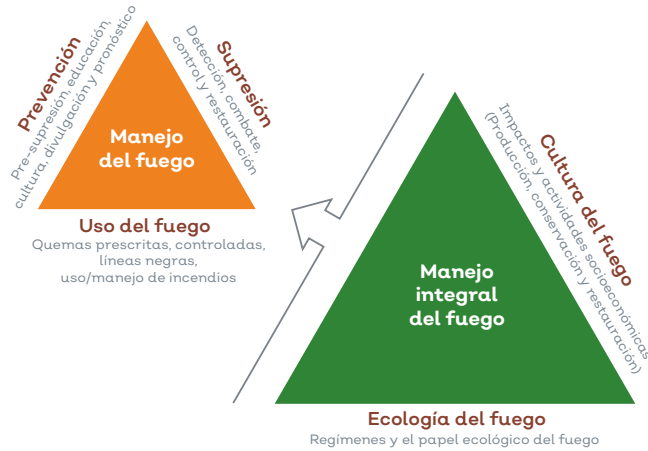 Prevención
Pre-supresión, educación,
cultura, divulgación y pronóstico
Supresión
Detección, combate,
control y restauración
Manejo
del fuego
Uso del fuego
Quemas prescritas, controladas,
líneas negras,
uso/manejo de incendios
Cultura del fuego
Impactos y actividades socioeconómicas
(Producción, conservación y restauración)
Manejo
integral
del fuego
Ecología del fuego
Regímenes y el papel ecológico del fuego